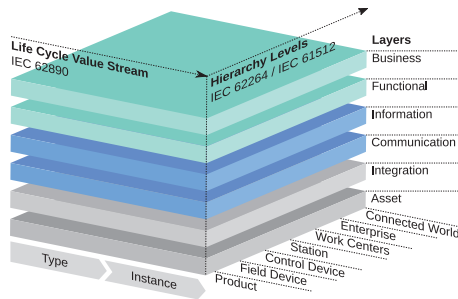 Life Cycle Value Stream
IEC 62890
Hierarchy Levels
IEC 62264 / IEC 61512
Layers
Business
Functional
Information
Communication
Integration
Asset
Connected World
Enterprise
Work Centers
Station
Control Device
Field Device
Product
Type
Instance